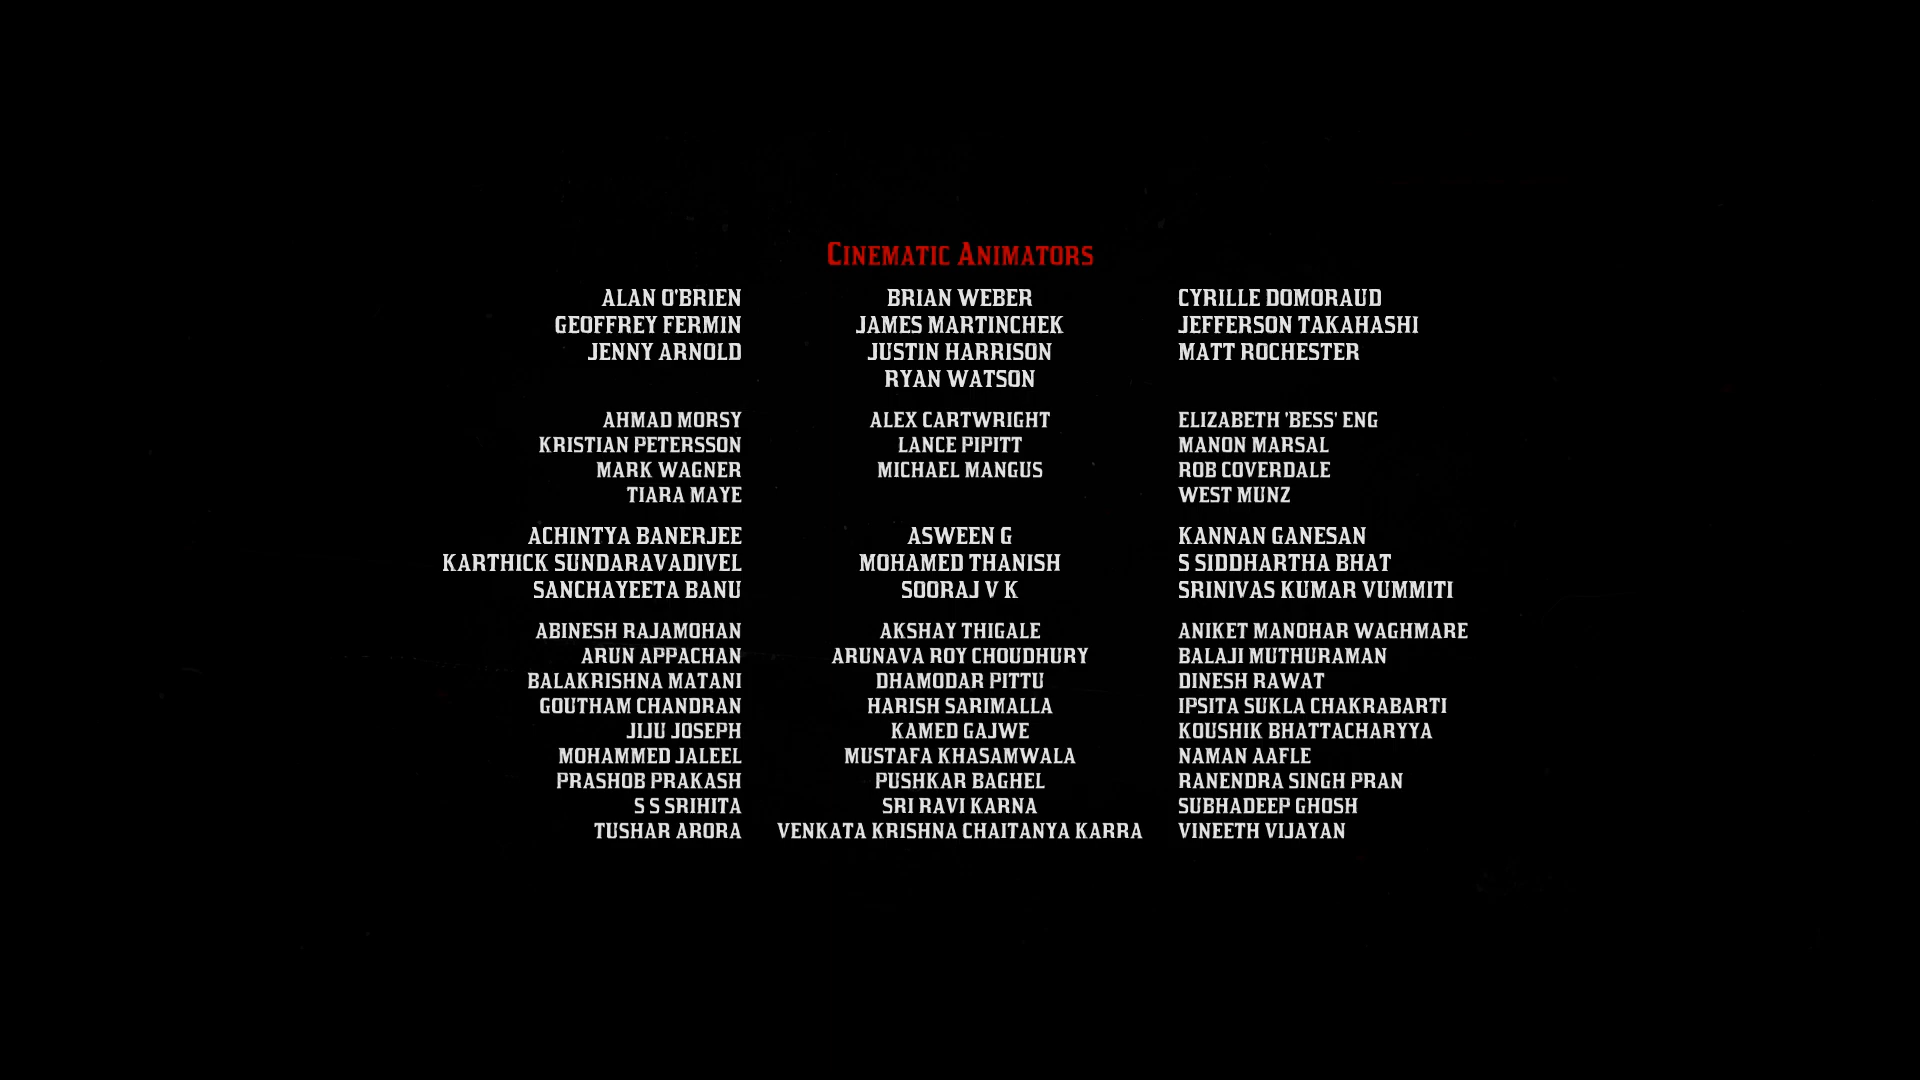 CINEMATIC ANIMATORS
ALAN O'BRIEN BRIAN WEBER CYRILLE DOMORAUD
GEOFFREY FERMIN JAMES MARTINCHEK JEFFERSON TAKAHASHI
JENNY ARNOLD JUSTIN HARRISON MATT ROCHESTER
RYAN WATSON
AHMAD MORSY ALEX CARTWRIGHT ELIZABETH 'BESS' ENG
KRISTIAN PETERSSON LANCE PIPITT MANON MARSAL
MARK WAGNER MICHAEL MANGUS ROB COVERDALE
TIARA MAYE WEST MUNZ
ACHINTYA BANERJEE ASWEEN G KANNAN GANESAN
KARTHICK SUNDARAVADIVEL MOHAMED THANISH S SIDDHARTHA BHAT
SANCHAYEETA BANU SOORAJ V K SRINIVAS KUMAR VUMMITI
ABINESH RAJAMOHAN AKSHAY THIGALE ANIKET MANOHAR WAGHMARE
ARUN APPACHAN ARUNAVA ROY CHOUDHURY BALAJI MUTHURAMAN
BALAKRISHNA MATANI DHAMODAR PITTU DINESH RAWAT
GOUTHAM CHANDRAN HARISH SARIMALLA IPSITA SUKLA CHAKRABARTI
JIJU JOSEPH KAMED GAJWE KOUSHIK BHATTACHARYYA
MOHAMMED JALEEL MUSTAFA KHASAMWALA NAMAN AAFLE
PRASHOB PRAKASH PUSHKAR BAGHEL RANENDRA SINGH PRAN
S S SRIHITA SRI RAVI KARNA SUBHADEEP GHOSH
TUSHAR ARORA VENKATA KRISHNA CHAITANYA KARRA VINEETH VIJAYAN